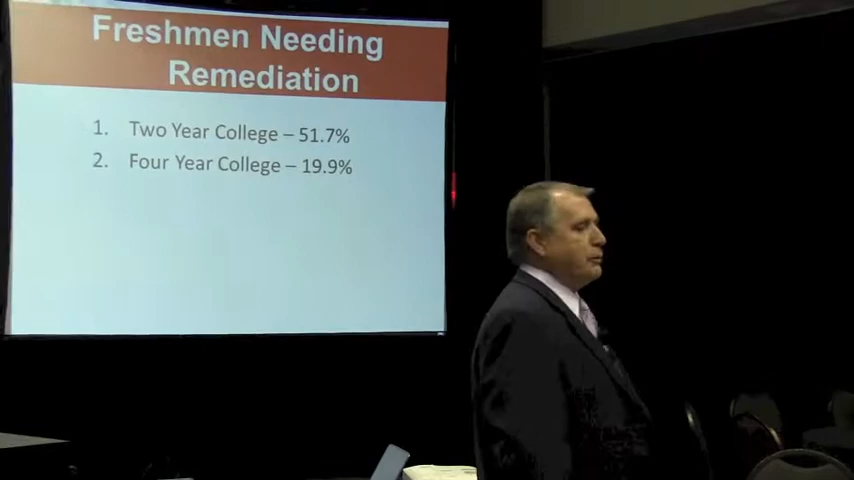 Freshmen Needing
Remediation
1. Two Year College – 51.7%
2. Four Year College – 19.9%